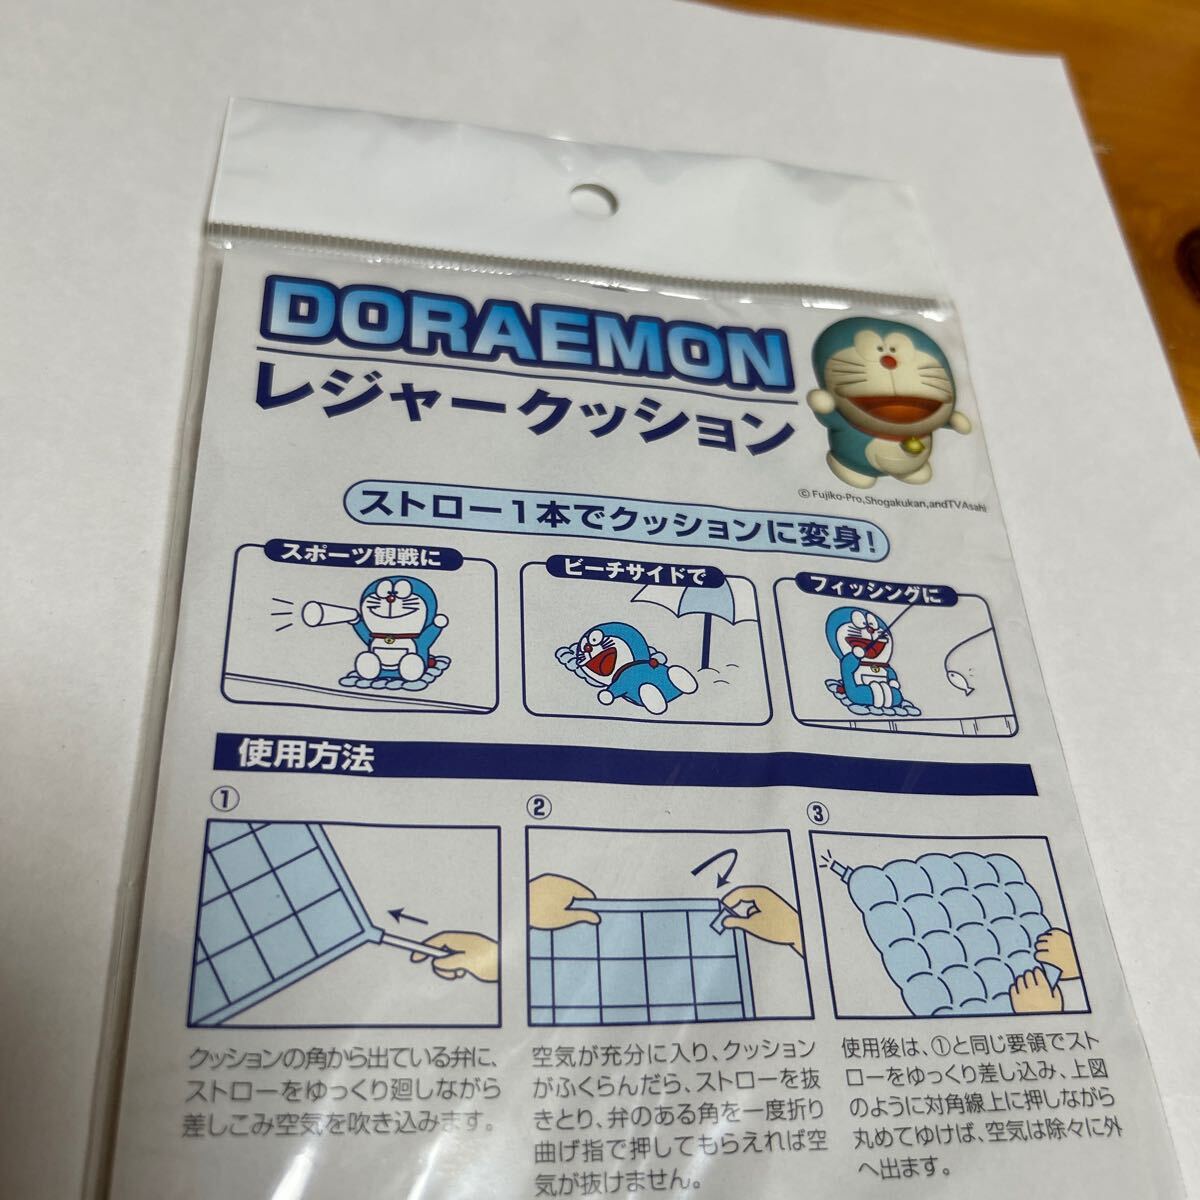 DORAEMON
レジャークッション
© Fujiko-Pro,Shogakukan,andTVAsahi
ストロー1本でクッションに変身!
スポーツ観戦に
ビーチサイドで
フィッシングに
使用方法
①
クッションの角から出ている弁に、
ストローをゆっくり廻しながら
差しこみ空気を吹き込みます。
②
空気が充分に入り、クッション
がふくらんだら、ストローを抜
きとり、弁のある角を一度折り
曲げ指で押してもらえれば空
気が抜けません。
③
使用後は、①と同じ要領でスト
ローをゆっくり差し込み、上図
のように対角線上に押しながら
丸めてゆけば、空気は除々に外
へ出ます。